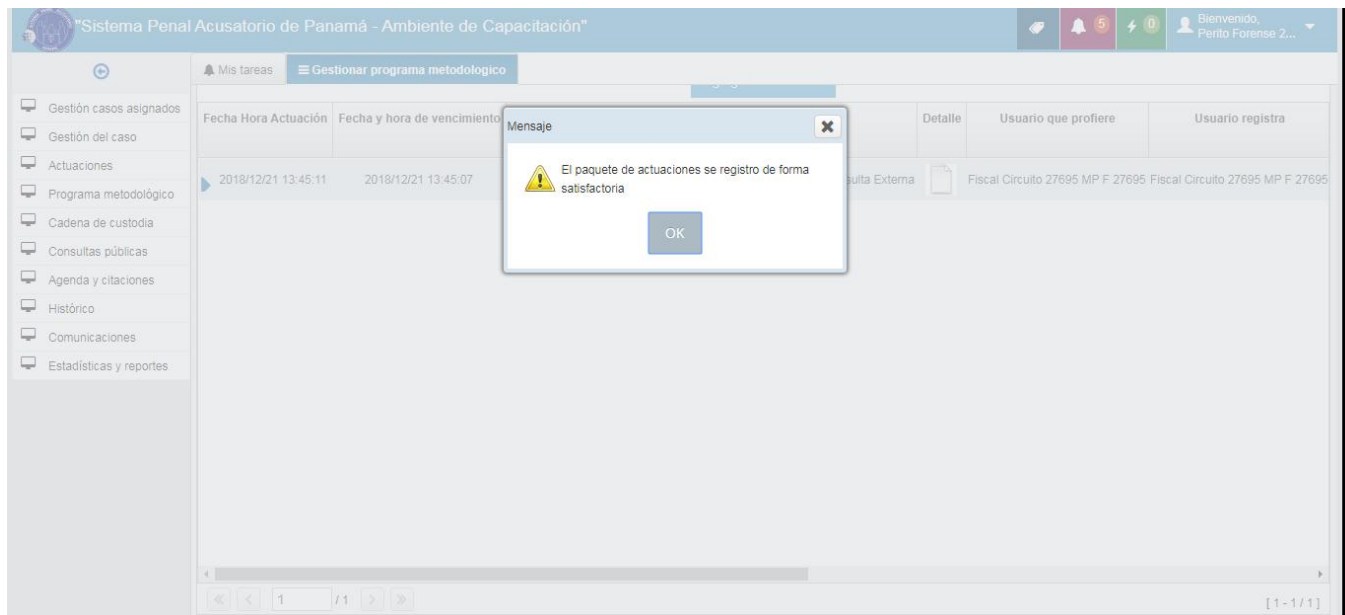 "Sistema Penal Acusatorio de Panamá - Ambiente de Capacitación"
5
0
Bienvenido,
Perito Forense 2...
Mis tareas
Gestionar programa metodologico
Gestión casos asignados
Gestión del caso
Actuaciones
Programa metodológico
Cadena de custodia
Consultas públicas
Agenda y citaciones
Histórico
Comunicaciones
Estadísticas y reportes
Fecha Hora Actuación Fecha y hora de vencimiento Detalle Usuario que profiere Usuario registra
2018/12/21 13:45:11 2018/12/21 13:45:07 Externa Fiscal Circuito 27695 MP F 27695 Fiscal Circuito 27695 MP F 27695
Mensaje
El paquete de actuaciones se registro de forma
satisfactoria
OK
1 / 1
[ 1 - 1 / 1 ]